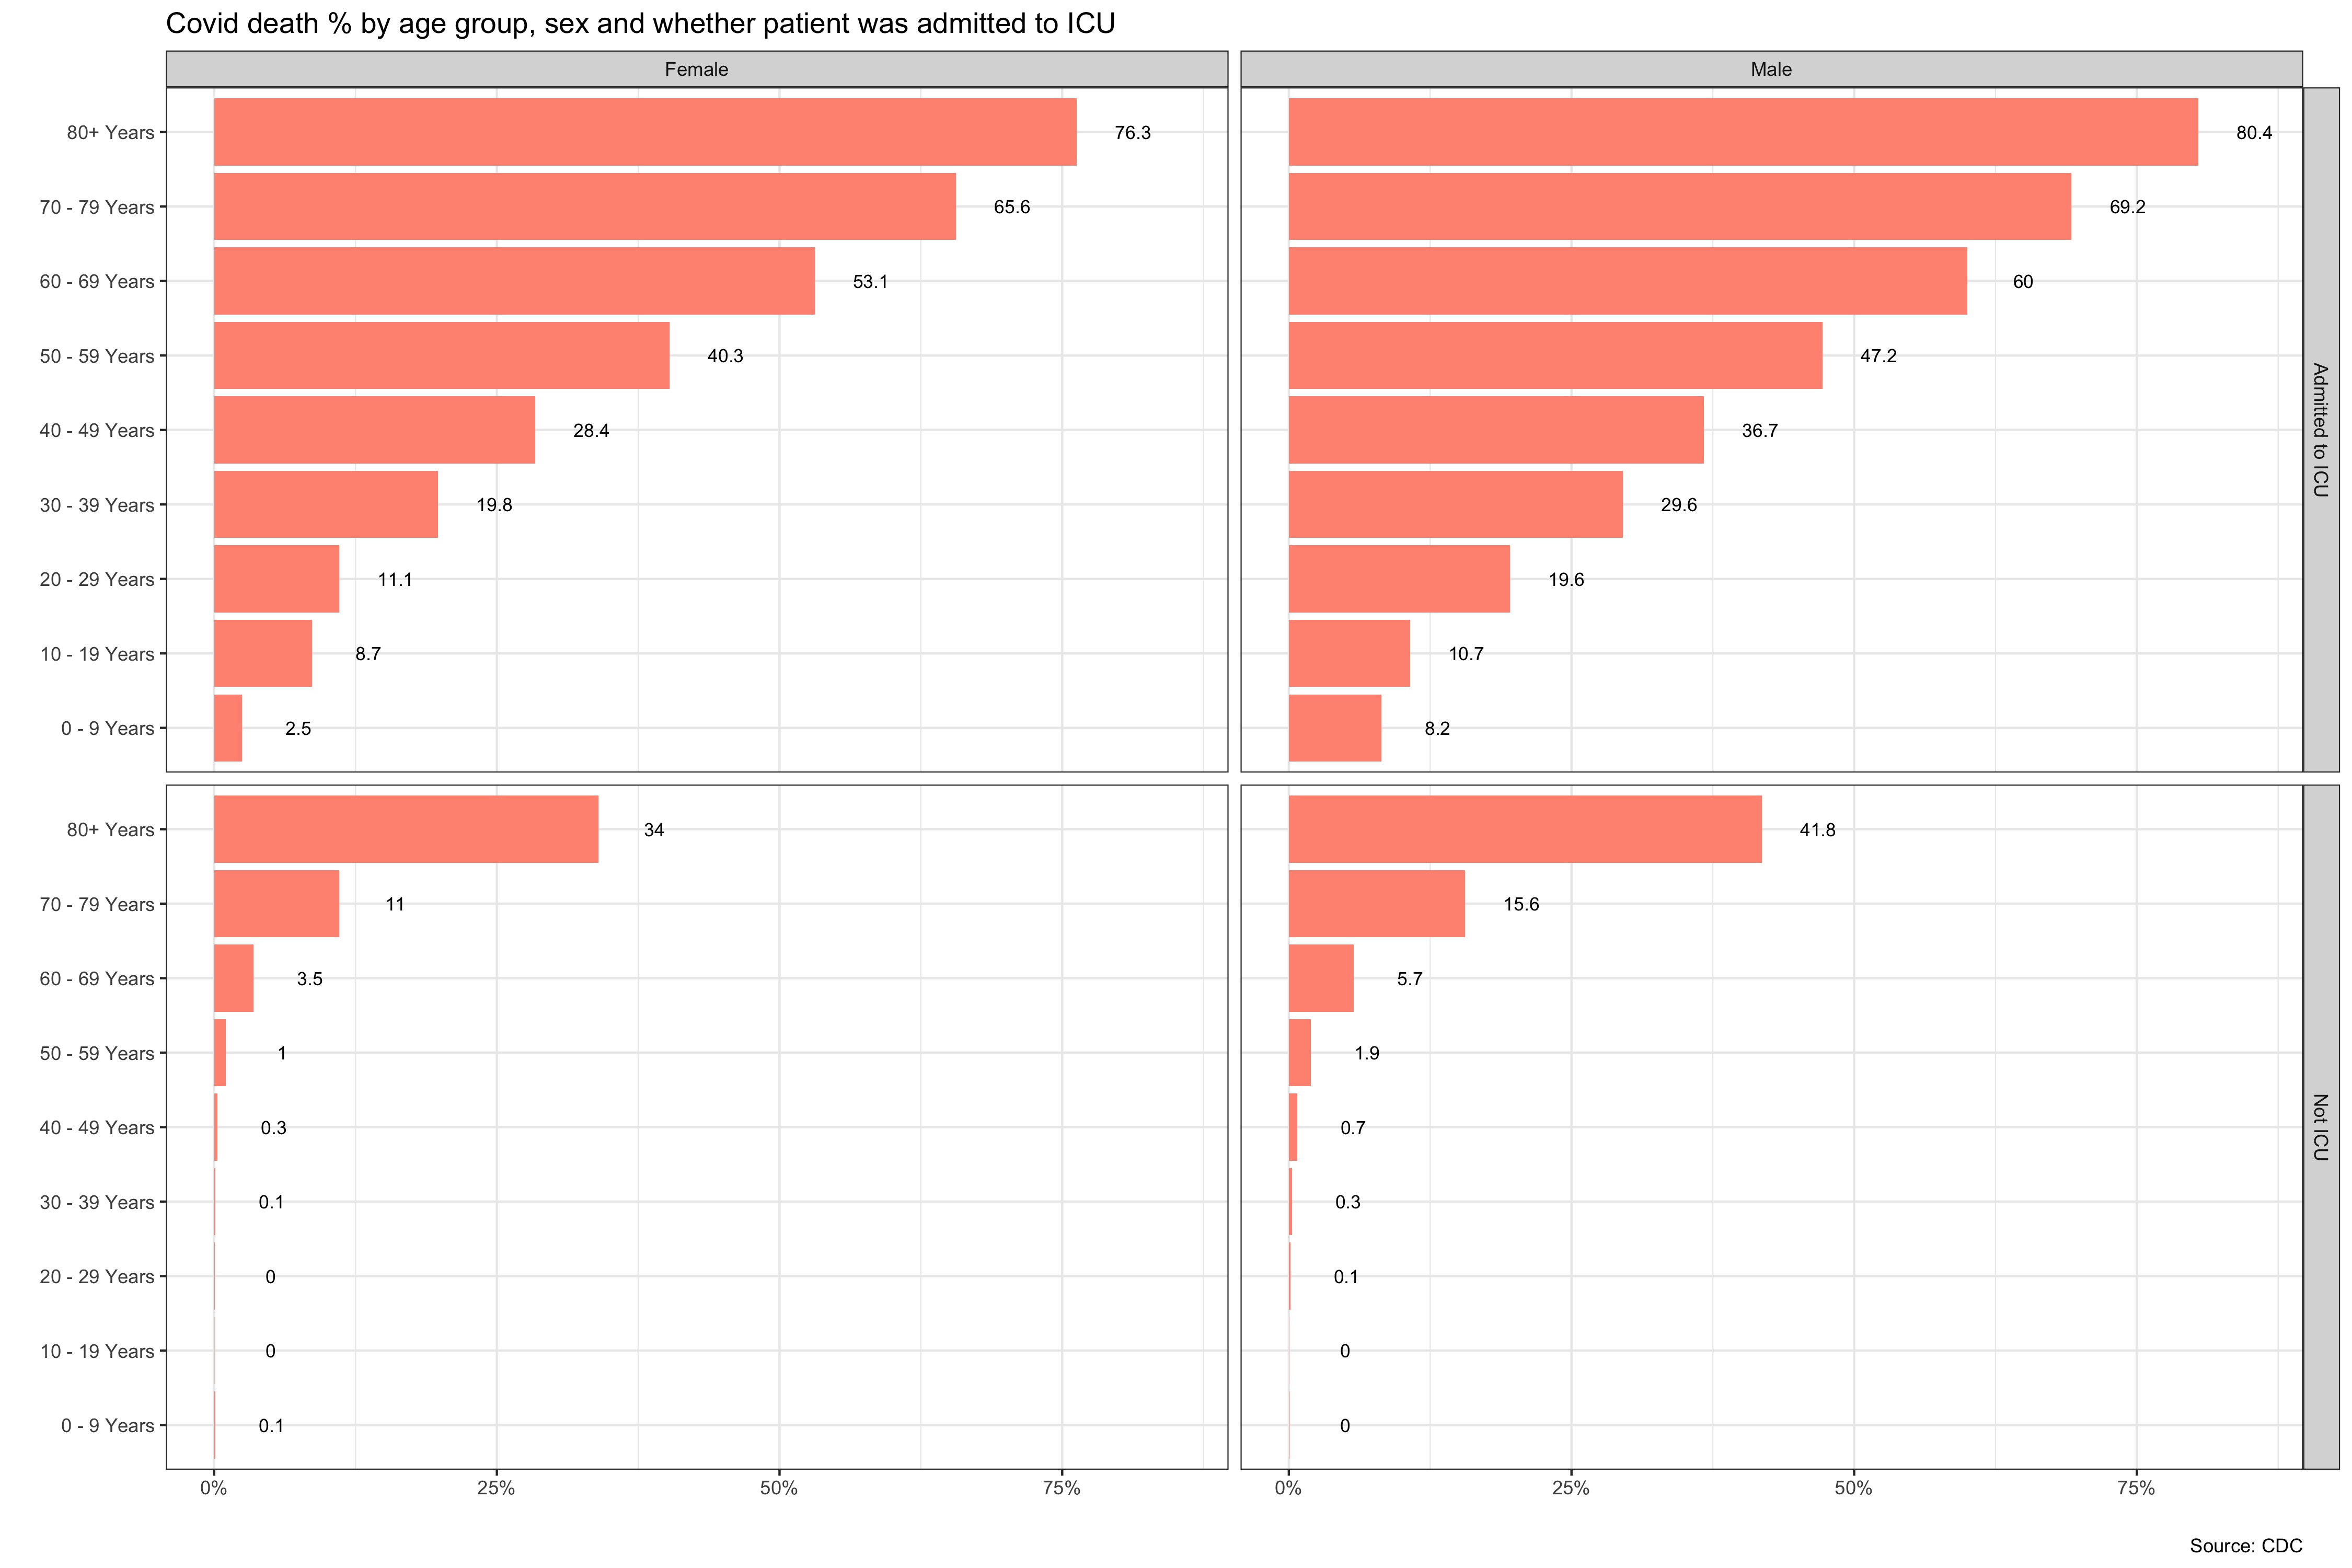 Covid death % by age group, sex and whether patient was admitted to ICU
Female
Male
80+ Years
76.3
80.4
70 - 79 Years
65.6
69.2
60 - 69 Years
53.1
60
50 - 59 Years
40.3
47.2
40 - 49 Years
28.4
36.7
30 - 39 Years
19.8
29.6
20 - 29 Years
11.1
19.6
10 - 19 Years
8.7
10.7
0 - 9 Years
2.5
8.2
Admitted to ICU
80+ Years
34
41.8
70 - 79 Years
11
15.6
60 - 69 Years
3.5
5.7
50 - 59 Years
1
1.9
40 - 49 Years
0.3
0.7
30 - 39 Years
0.1
0.3
20 - 29 Years
0
0.1
10 - 19 Years
0
0
0 - 9 Years
0.1
0
Not ICU
0% 25% 50% 75%
0% 25% 50% 75%
Source: CDC